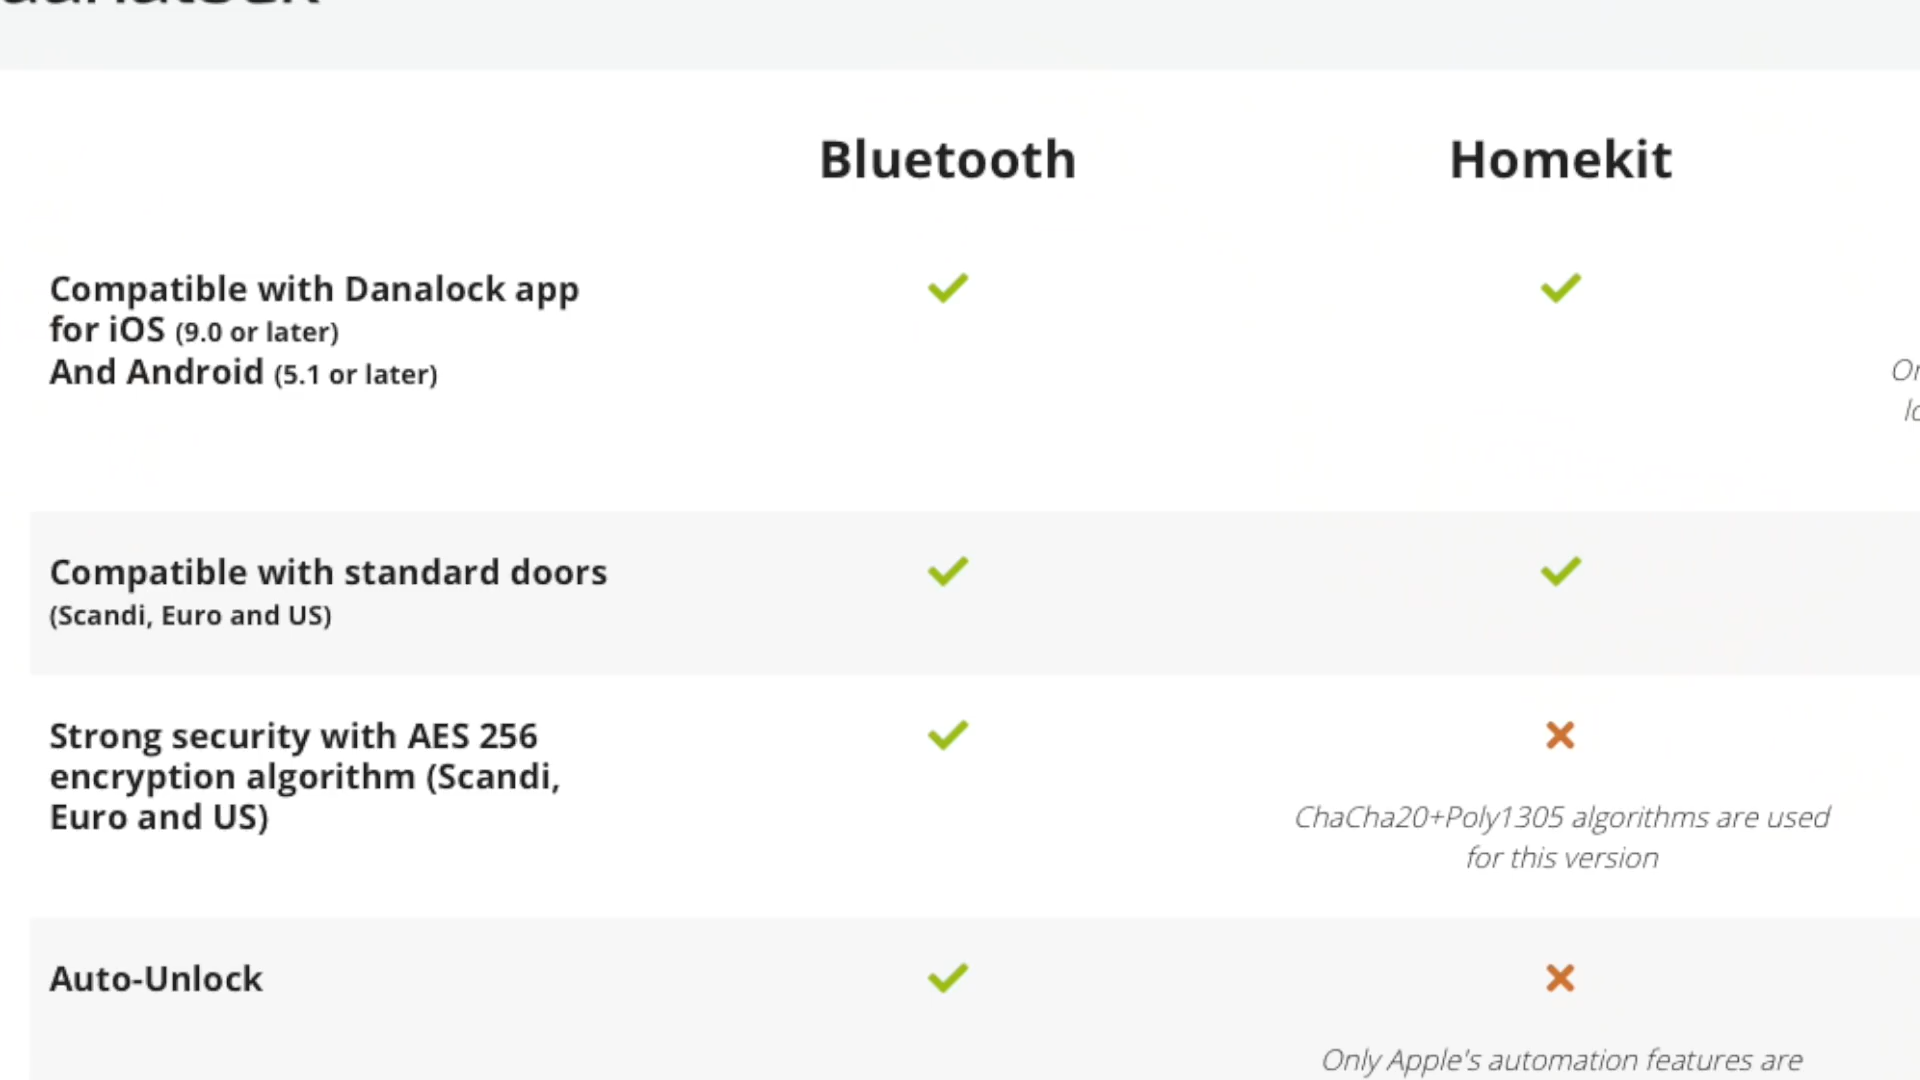 Bluetooth
Homekit
Compatible with Danalock app
for iOS (9.0 or later)
And Android (5.1 or later)
Compatible with standard doors
(Scandi, Euro and US)
Strong security with AES 256
encryption algorithm (Scandi,
Euro and US)
ChaCha20+Poly1305 algorithms are used
for this version
Auto-Unlock
Only Apple's automation features are